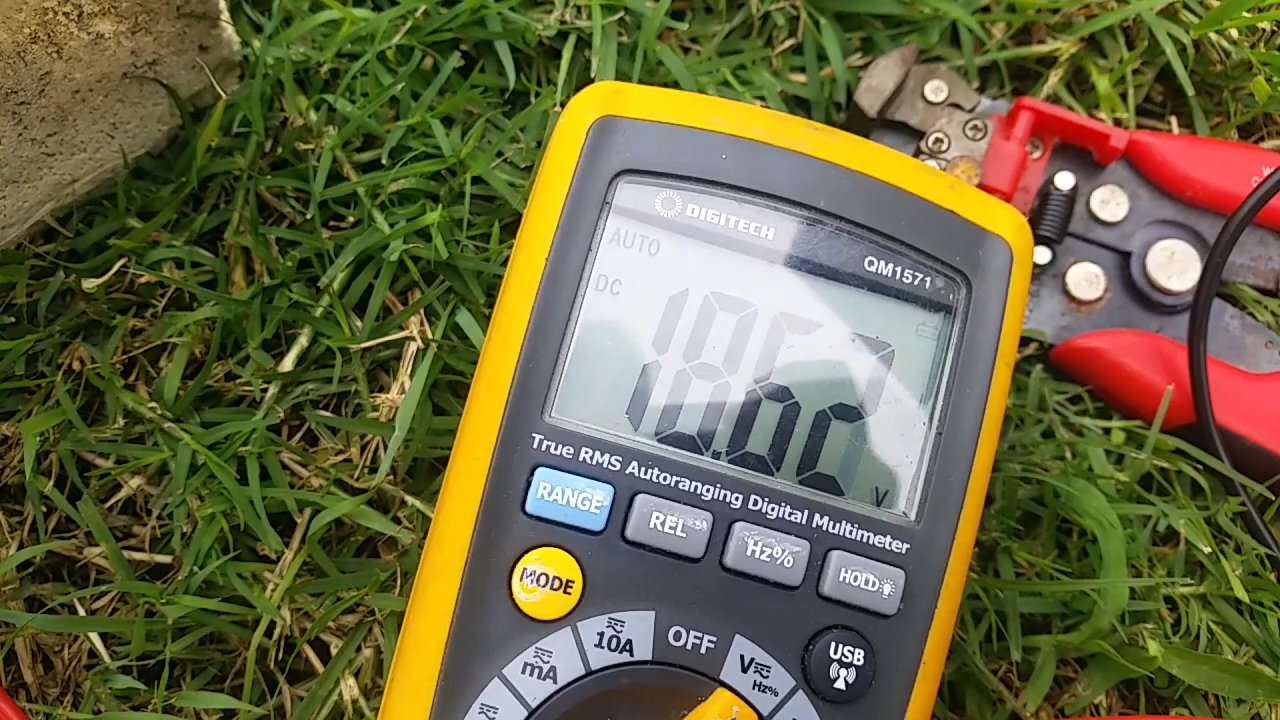 DIGITECH
QM1571
AUTO
DC
18.62
V
True RMS Autoranging Digital Multimeter
RANGE
REL
Hz%
HOLD
MODE
mA
10A
OFF
V
Hz%
USB